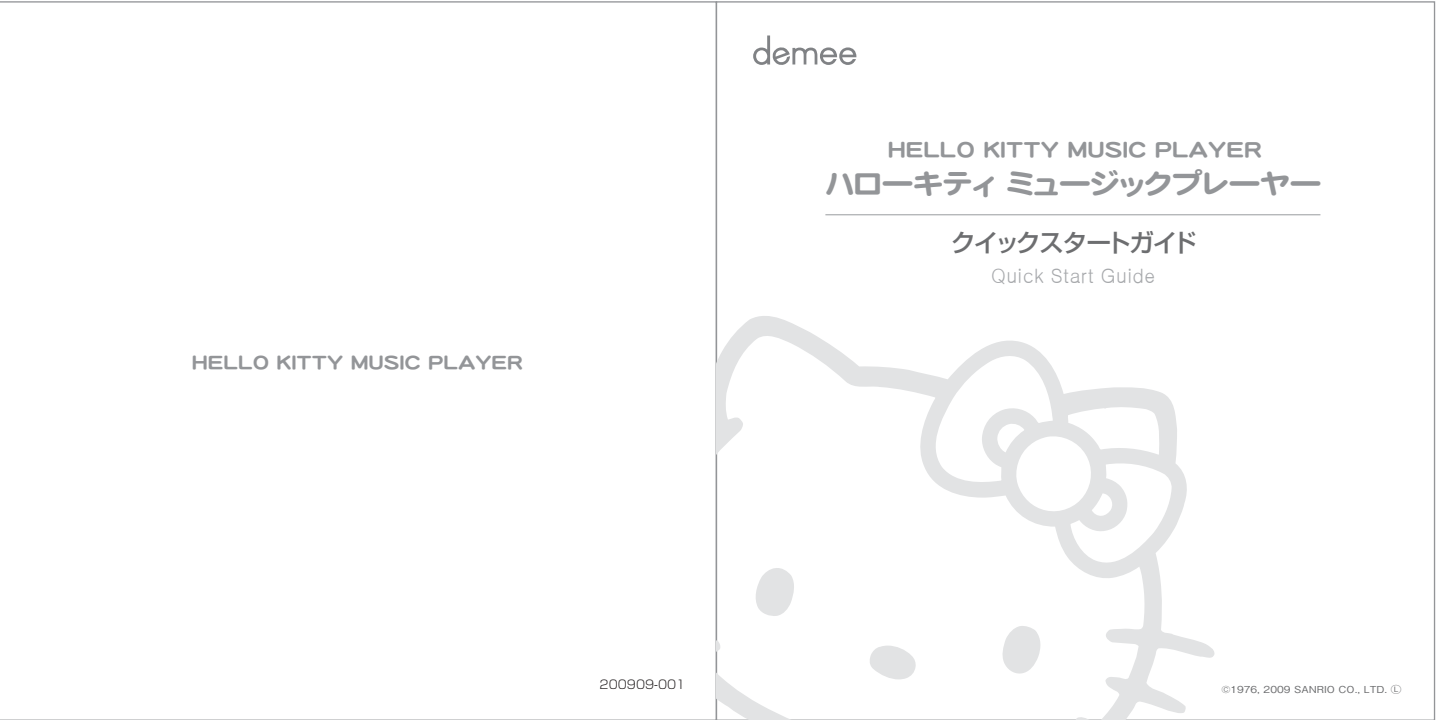 HELLO KITTY MUSIC PLAYER
200909-001
demee
HELLO KITTY MUSIC PLAYER
ハローキティ ミュージックプレーヤー
クイックスタートガイド
Quick Start Guide
©1976, 2009 SANRIO CO., LTD. Ⓛ